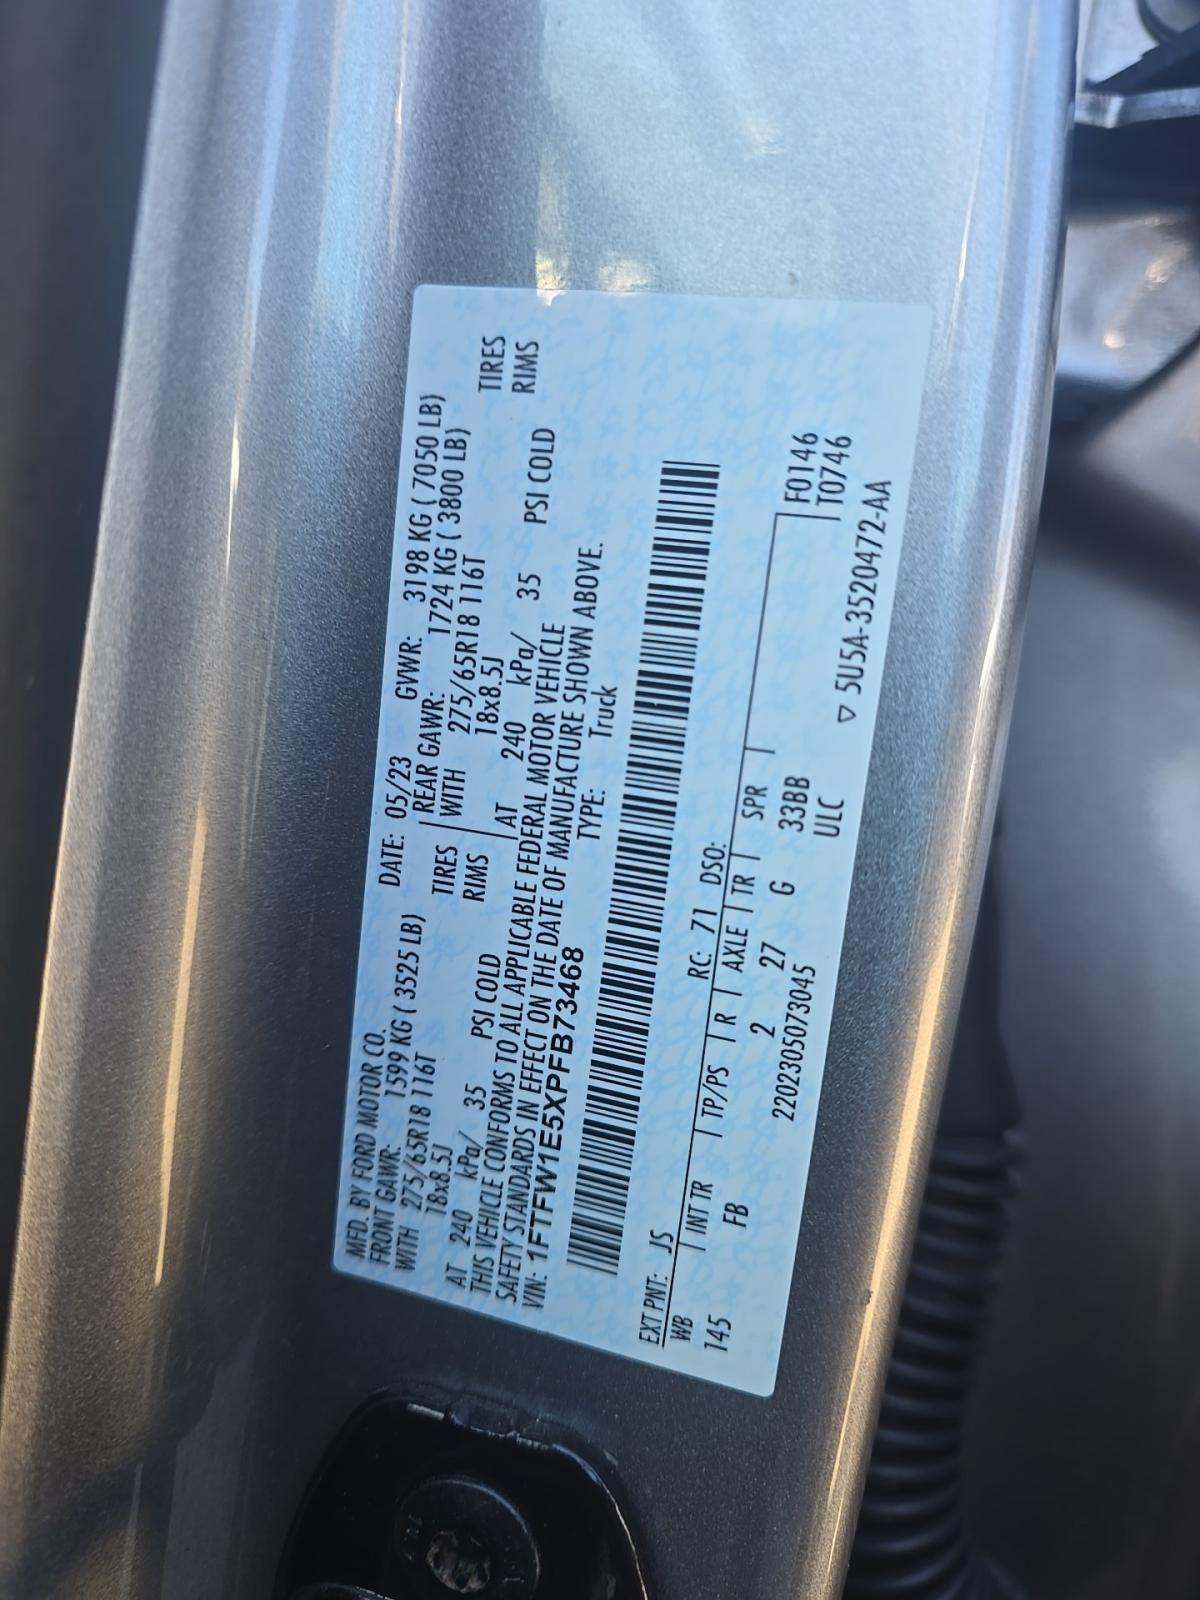 MFD. BY FORD MOTOR CO.
DATE: 05/23 GVWR: 3198 KG ( 7050 LB)
FRONT GAWR: 1599 KG ( 3525 LB) REAR GAWR: 1724 KG ( 3800 LB)
WITH 275/65R18 116T TIRES WITH 275/65R18 116T TIRES
18x8.5J RIMS 18x8.5J RIMS
AT 240 kPa/ 35 PSI COLD AT 240 kPa/ 35 PSI COLD
THIS VEHICLE CONFORMS TO ALL APPLICABLE FEDERAL MOTOR VEHICLE
SAFETY STANDARDS IN EFFECT ON THE DATE OF MANUFACTURE SHOWN ABOVE.
VIN: 1FTFW1E5XPFB73468 TYPE: Truck
EXT PNT: JS RC: 71 DSO:
WB INT TR TP/PS R AXLE TR SPR F0146
145 FB 2 27 G 33BB T0746
2202305073045 ULC ▽ 5U5A-3520472-AA